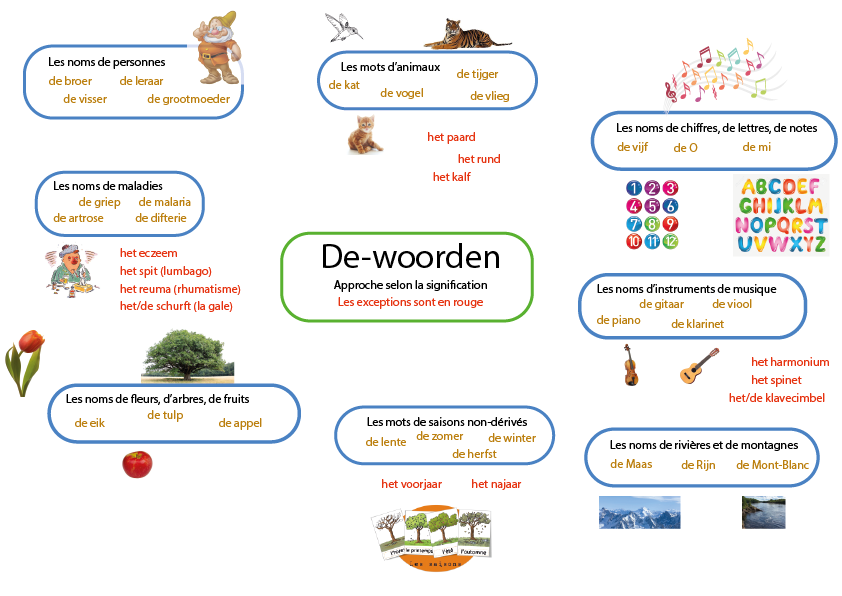 Les noms de personnes
de broer de leraar
de visser de grootmoeder
Les mots d'animaux
de kat de vogel de tijger
de vlieg
het paard
het rund
het kalf
Les noms de chiffres, de lettres, de notes
de vijf de O de mi
1 2 3
4 5 6
7 8 9
10 11 12
ABCDEF
GHIJKLM
NOPQRST
UVWXYZ
Les noms de maladies
de griep de malaria
de artrose de difterie
het eczeem
het spit (lumbago)
het reuma (rhumatisme)
het/de schurft (la gale)
De-woorden
Approche selon la signification
Les exceptions sont en rouge
Les noms d'instruments de musique
de gitaar de viool
de piano de klarinet
het harmonium
het spinet
het/de klavecimbel
Les noms de fleurs, d'arbres, de fruits
de eik de tulp de appel
Les mots de saisons non-dérivés
de lente de zomer de winter
de herfst
het voorjaar het najaar
le printemps l'été l'automne
Les saisons
Les noms de rivières et de montagnes
de Maas de Rijn de Mont-Blanc